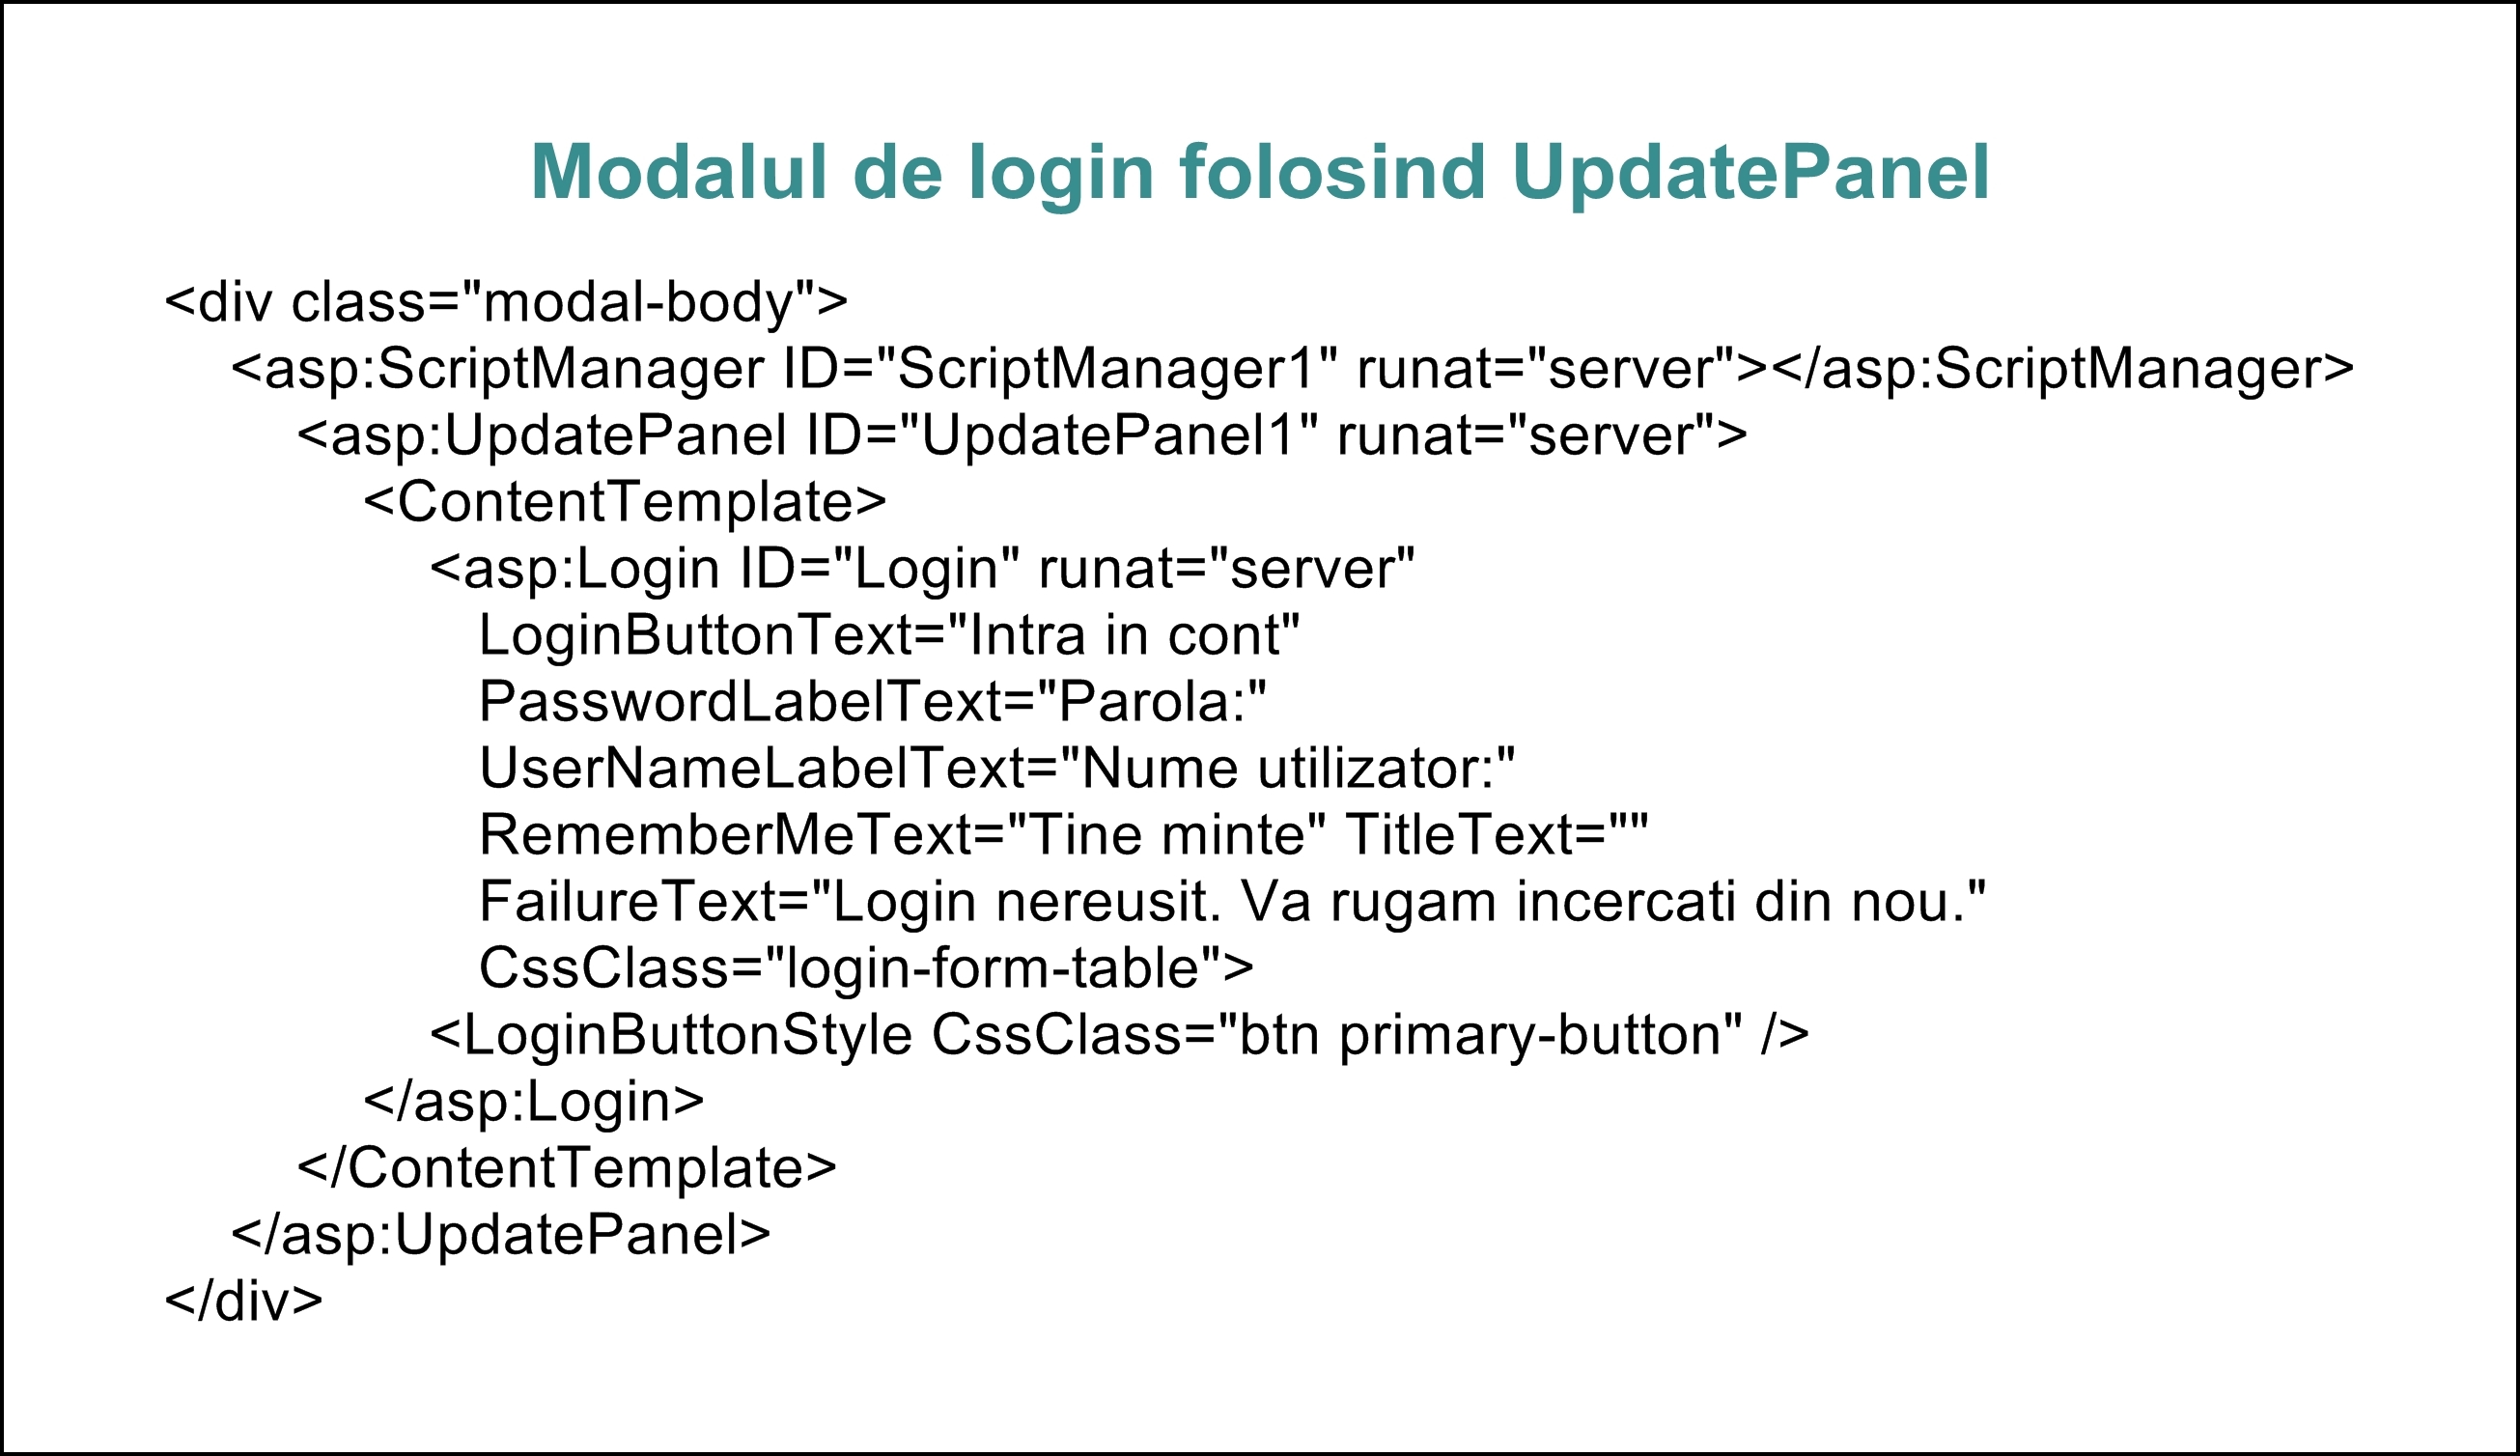 Modalul de login folosind UpdatePanel
<div class="modal-body">
<asp:ScriptManager ID="ScriptManager1" runat="server"></asp:ScriptManager>
<asp:UpdatePanel ID="UpdatePanel1" runat="server">
<ContentTemplate>
<asp:Login ID="Login" runat="server"
LoginButtonText="Intra in cont"
PasswordLabelText="Parola:"
UserNameLabelText="Nume utilizator:"
RememberMeText="Tine minte" TitleText=""
FailureText="Login nereusit. Va rugam incercati din nou."
CssClass="login-form-table">
<LoginButtonStyle CssClass="btn primary-button" />
</asp:Login>
</ContentTemplate>
</asp:UpdatePanel>
</div>